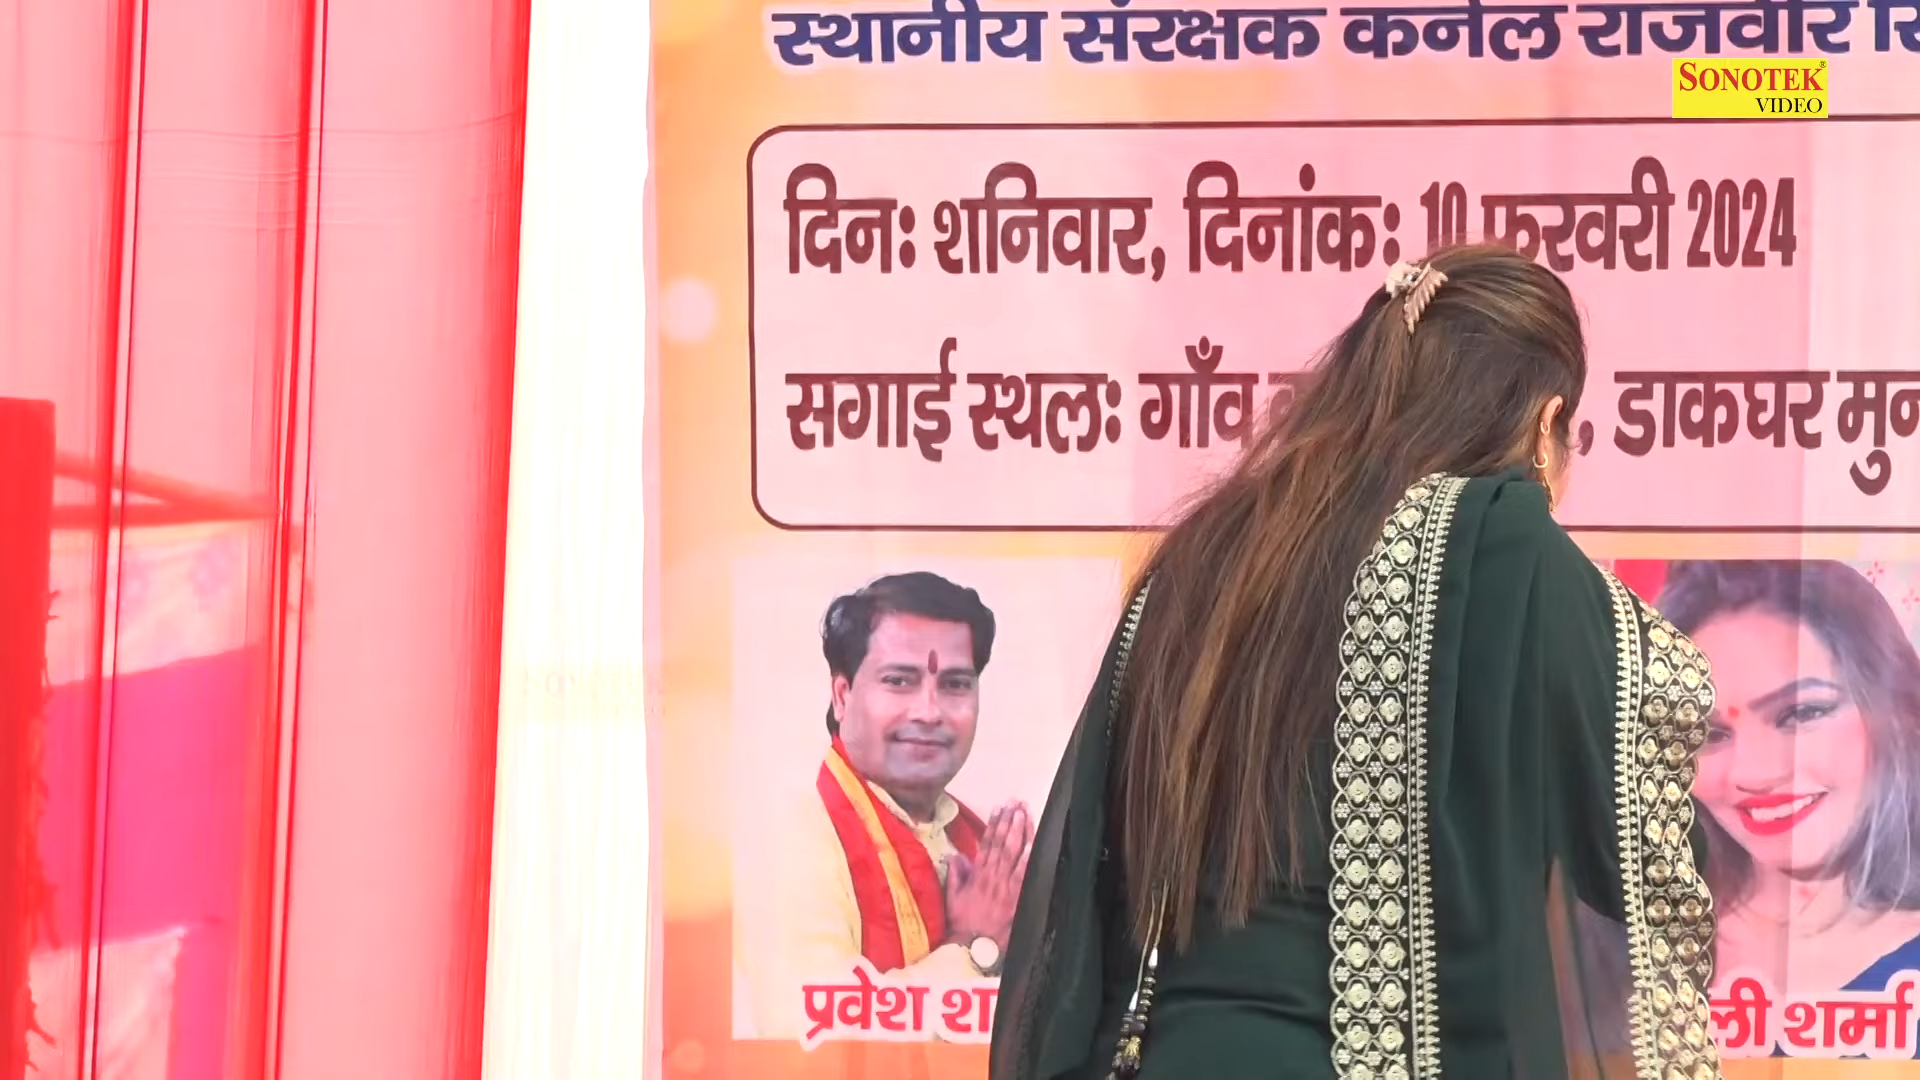 स्थानीय संरक्षक कर्नल राजवीर
SONOTEK
VIDEO
दिनः शनिवार, दिनांकः 10 फरवरी 2024
सगाई स्थलः गाँव , डाकघर
प्रवेश
शर्मा